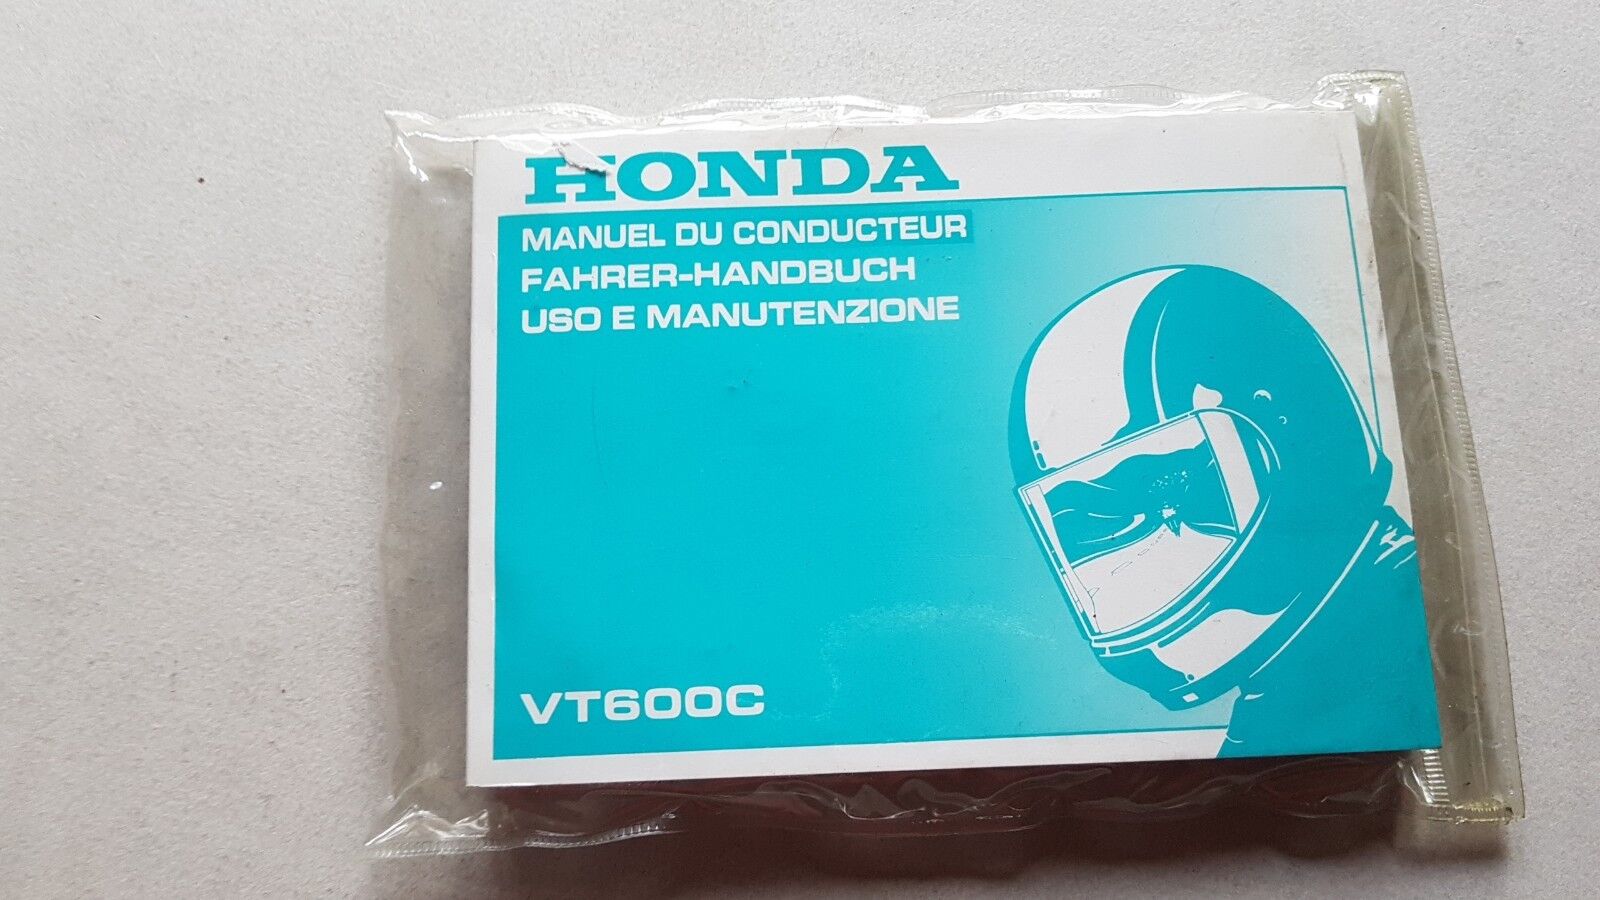 HONDA
MANUEL DU CONDUCTEUR
FAHRER-HANDBUCH
USO E MANUTENZIONE
VT600C